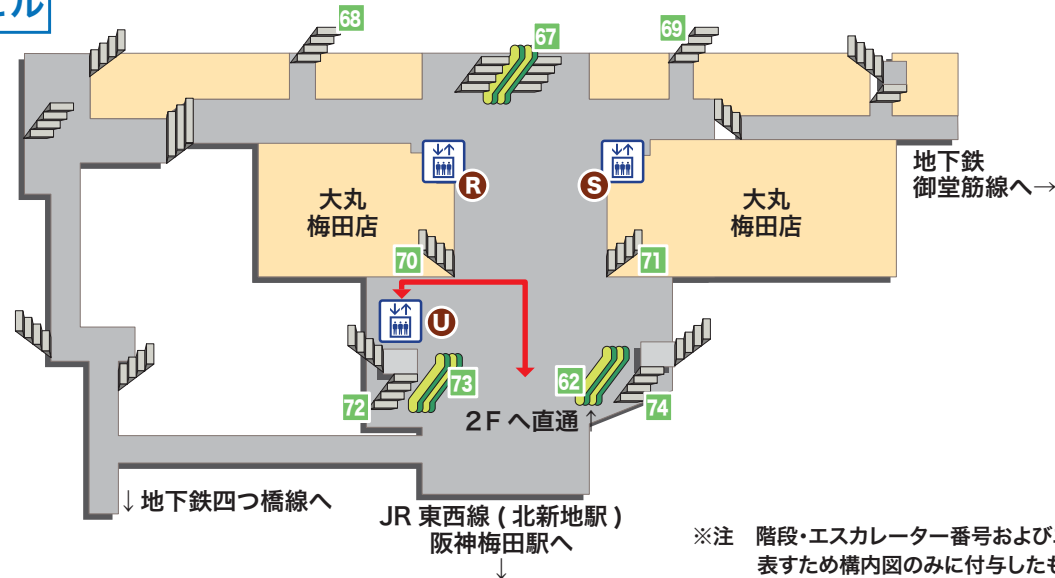 ビル
68
67
69
R
S
地下鉄
御堂筋線へ→
大丸
梅田店
大丸
梅田店
70
71
U
73
62
72
74
2Fへ直通↑
↓地下鉄四つ橋線へ
JR東西線(北新地駅)
阪神梅田駅へ
↓
※注 階段・エスカレーター番号および
表すため構内図のみに付与した